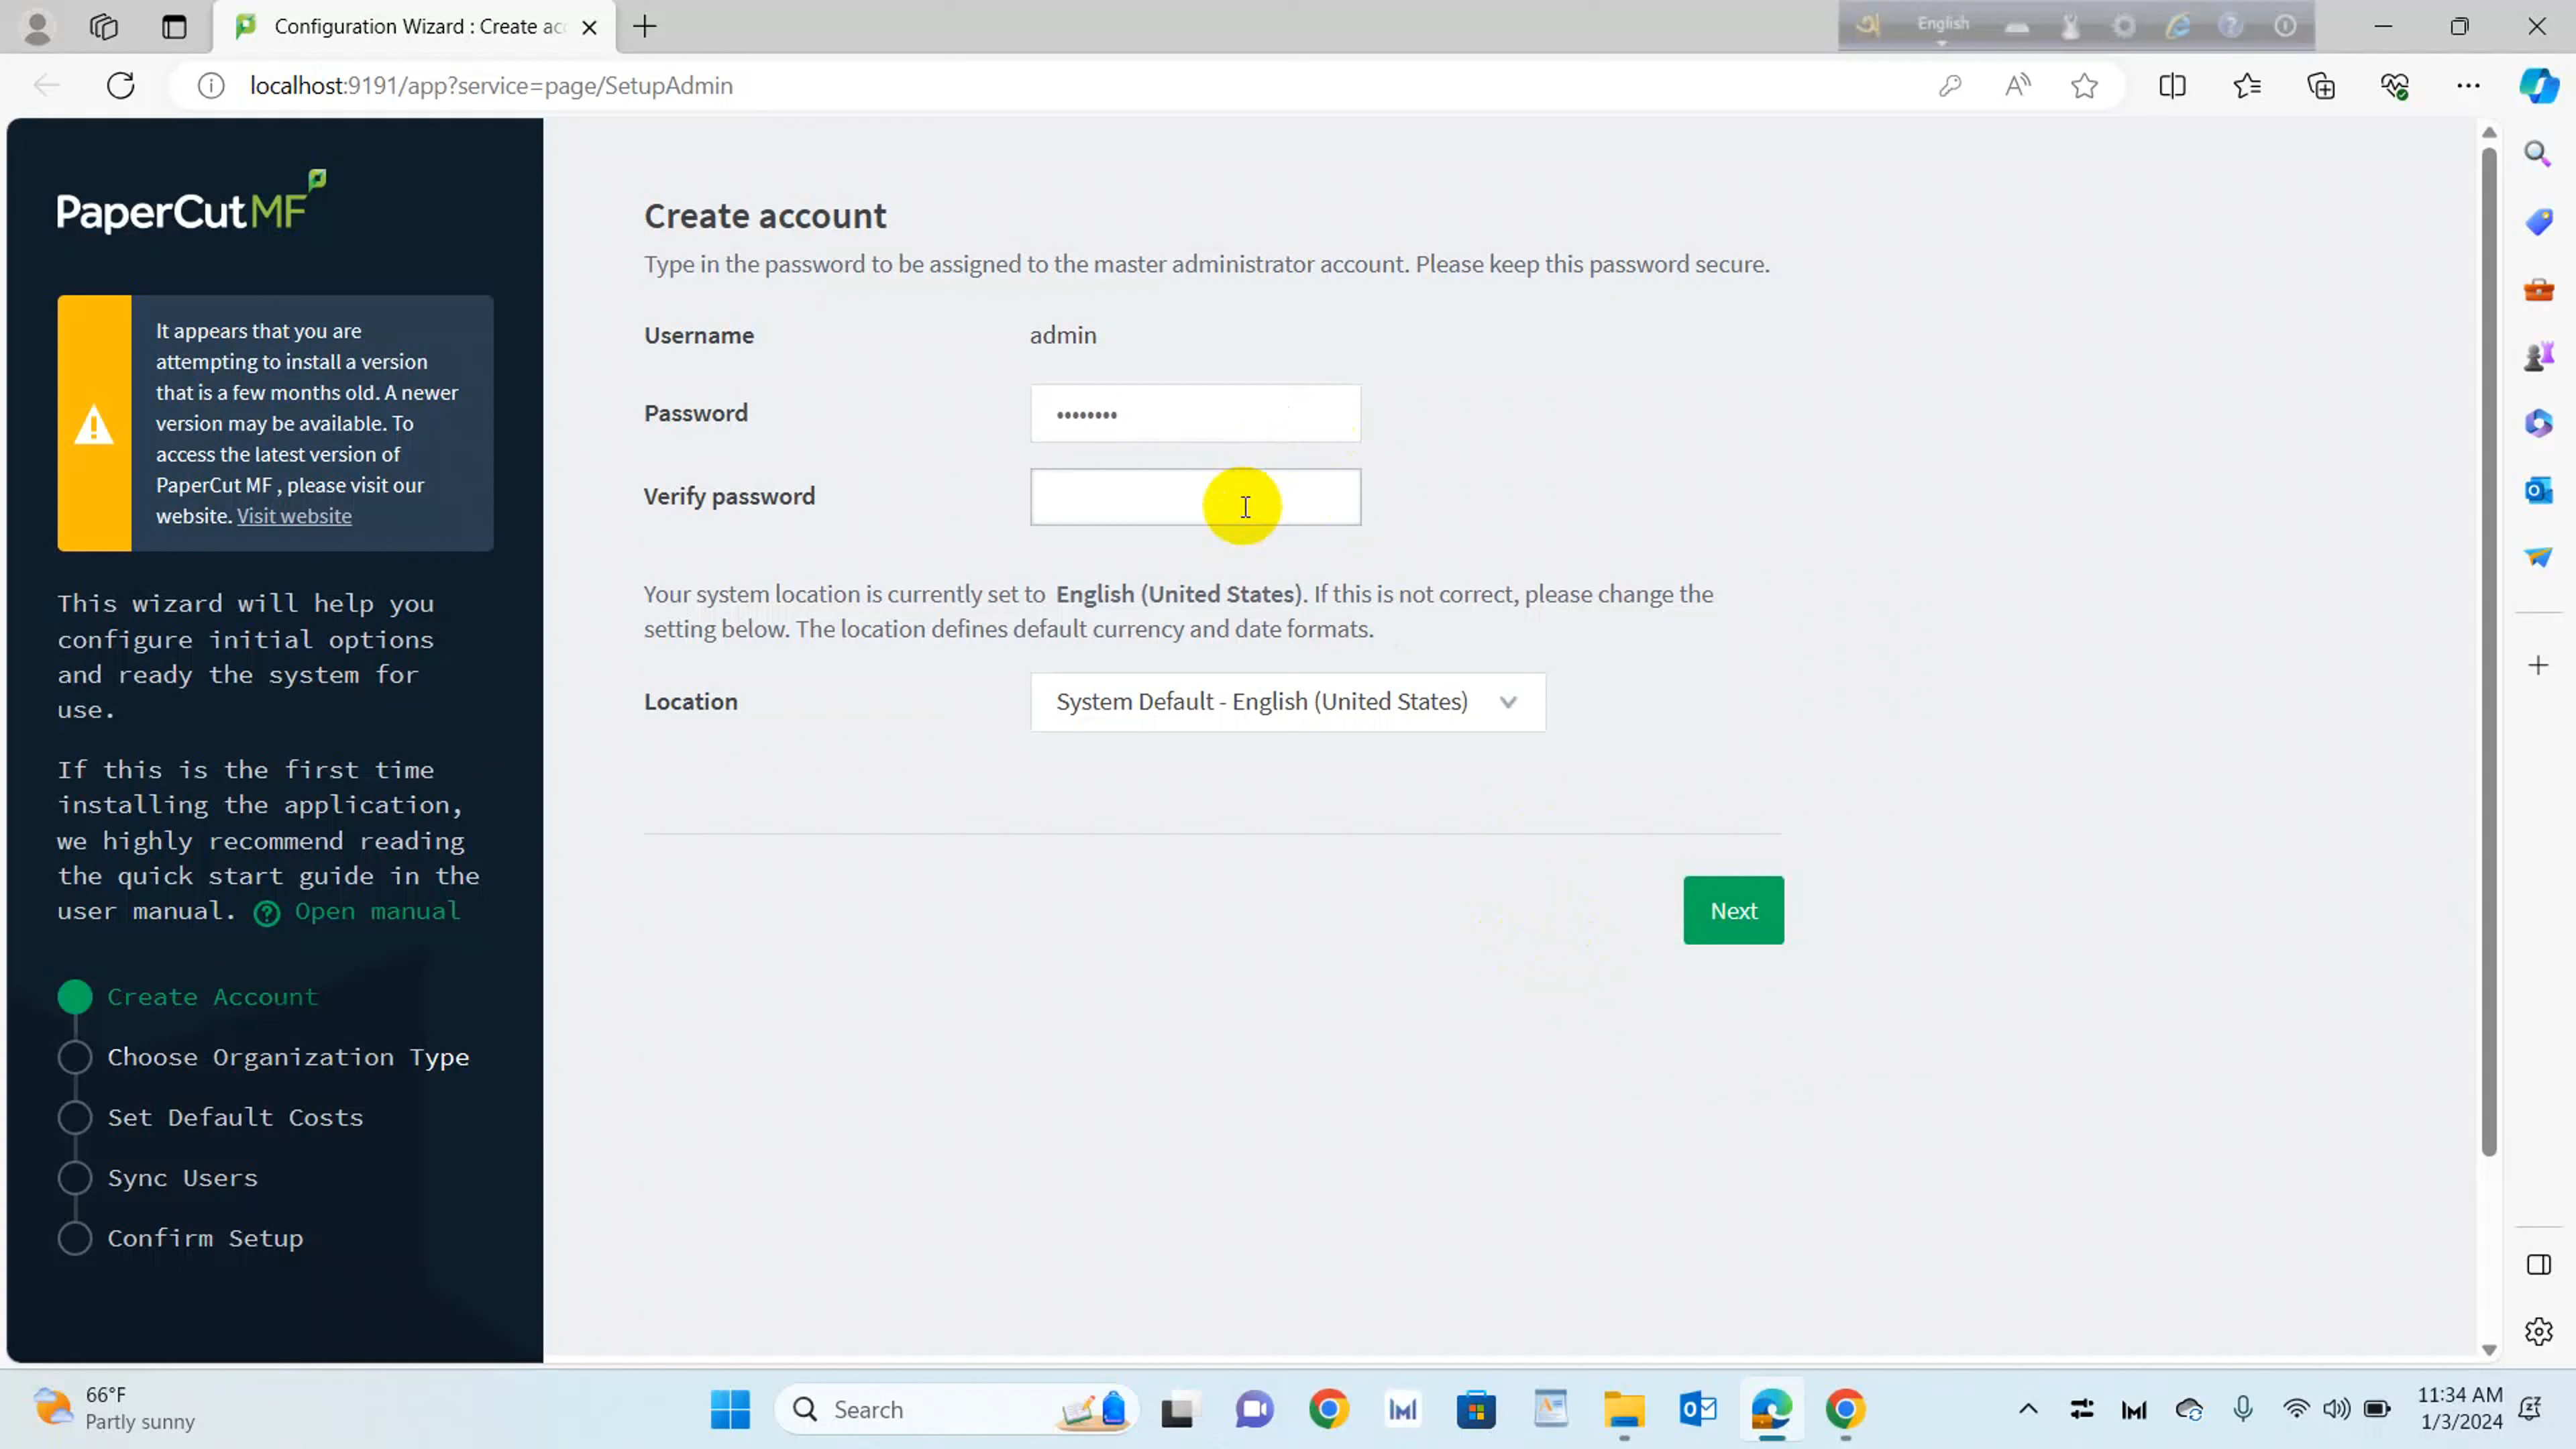 Configuration Wizard : Create acc
English
localhost:9191/app?service=page/SetupAdmin
PaperCut MF
It appears that you are
attempting to install a version
that is a few months old. A newer
version may be available. To
access the latest version of
PaperCut MF , please visit our
website. Visit website
This wizard will help you
configure initial options
and ready the system for
use.
If this is the first time
installing the application,
we highly recommend reading
the quick start guide in the
user manual. ? Open manual
Create Account
Choose Organization Type
Set Default Costs
Sync Users
Confirm Setup
Create account
Type in the password to be assigned to the master administrator account. Please keep this password secure.
Username admin
Password ••••••••
Verify password
Your system location is currently set to English (United States). If this is not correct, please change the
setting below. The location defines default currency and date formats.
Location System Default - English (United States)
Next
66°F
Partly sunny
Search
11:34 AM
1/3/2024